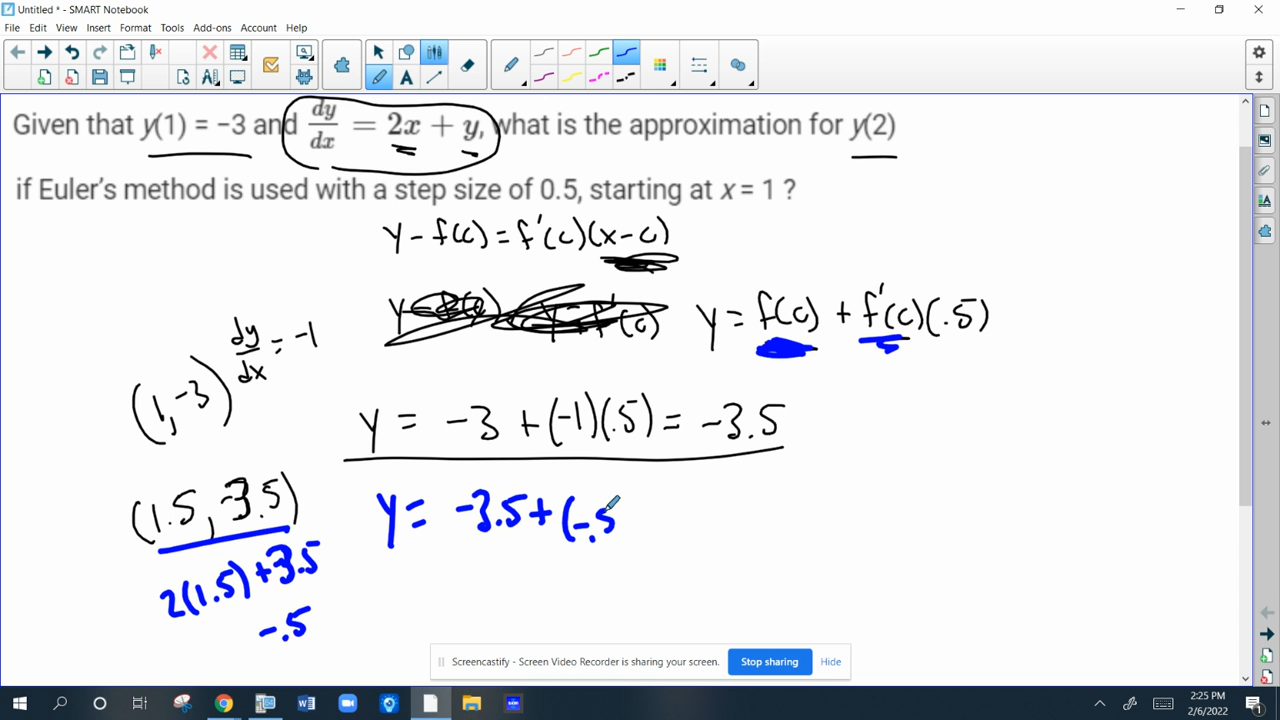 Untitled * - SMART Notebook
File Edit View Insert Format Tools Add-ons Account Help
Given that y(1) = −3 and dy/dx = 2x + y, what is the approximation for y(2)
if Euler's method is used with a step size of 0.5, starting at x = 1 ?
y − f(c) = f'(c)(x − c)
y = f(c) + f'(c)(.5)
(1, −3) dy/dx = −1
y = −3 + (−1)(.5) = −3.5
(1.5, −3.5)
y = −3.5 + (−.5
2(1.5) + 3.5
−.5
Screencastify - Screen Video Recorder is sharing your screen. Stop sharing Hide
2:25 PM
2/6/2022